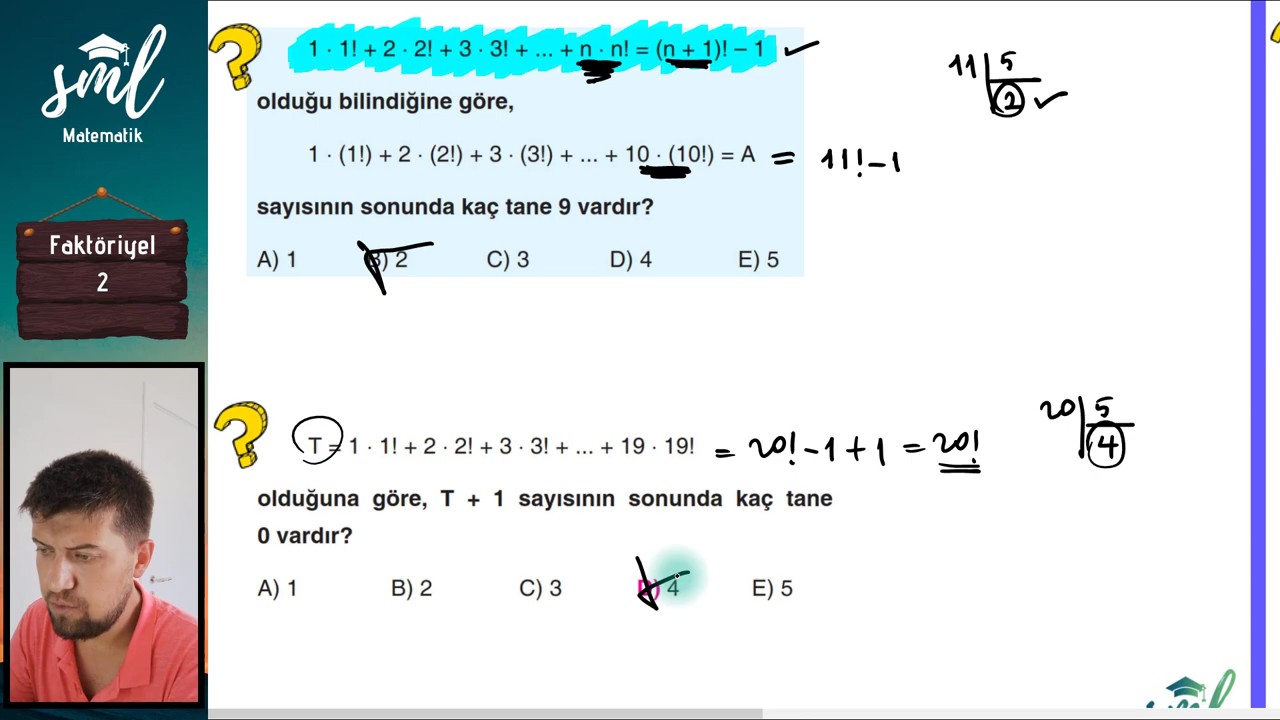 sml
Matematik
Faktöriyel
2
1 · 1! + 2 · 2! + 3 · 3! + ... + n · n! = (n + 1)! – 1
olduğu bilindiğine göre,
1 · (1!) + 2 · (2!) + 3 · (3!) + ... + 10 · (10!) = A = 11! – 1
sayısının sonunda kaç tane 9 vardır?
A) 1 B) 2 C) 3 D) 4 E) 5
11 5
2
T = 1 · 1! + 2 · 2! + 3 · 3! + ... + 19 · 19! = 20! – 1 + 1 = 20!
olduğuna göre, T + 1 sayısının sonunda kaç tane
0 vardır?
A) 1 B) 2 C) 3 D) 4 E) 5
20 5
4
sml